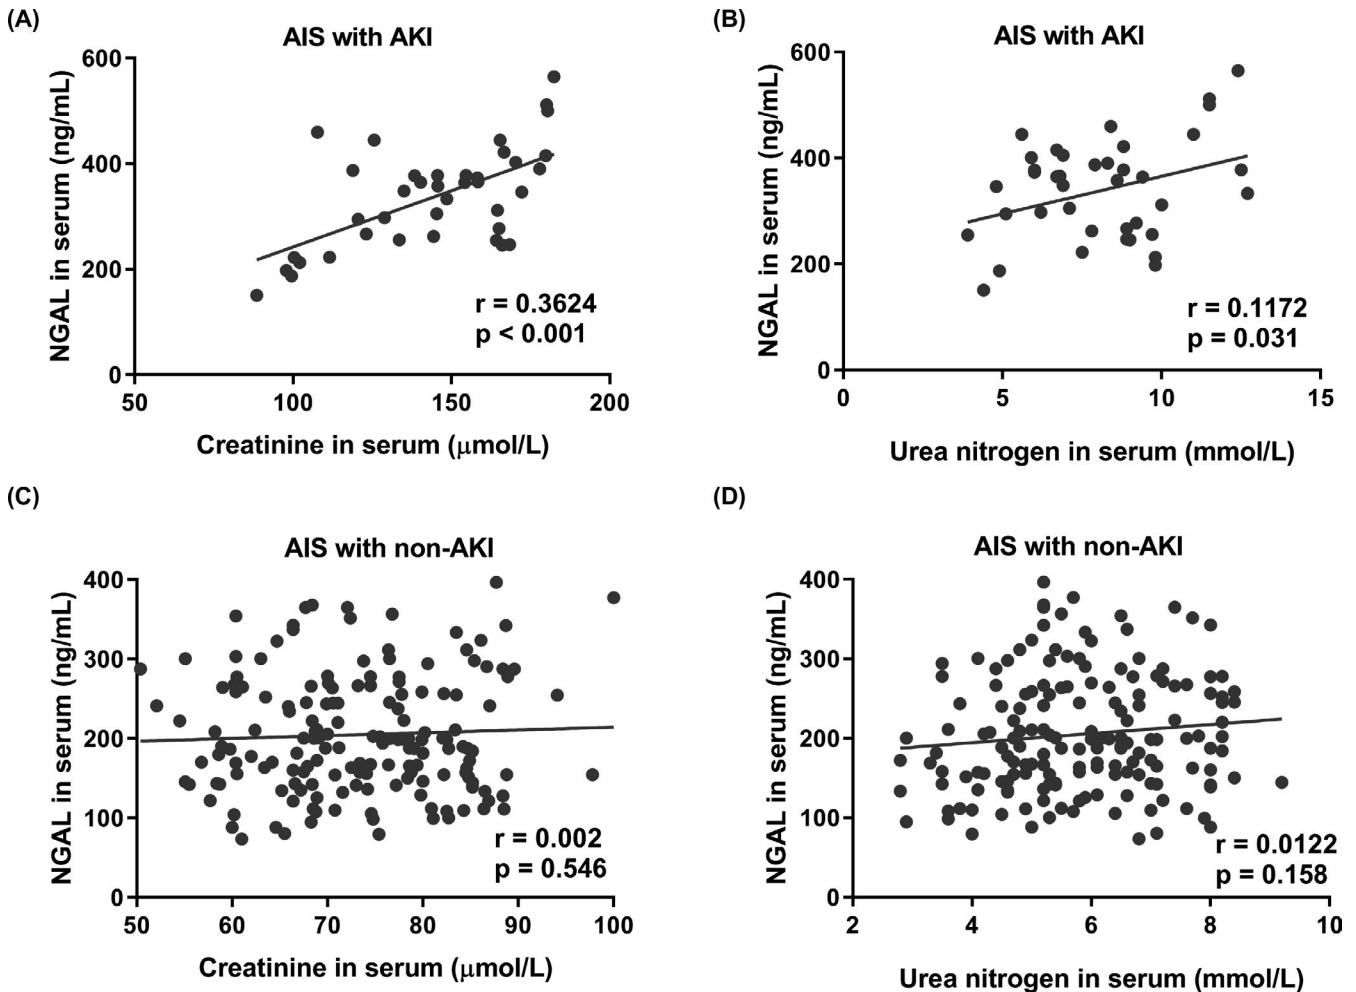 (A)
AIS with AKI
NGAL in serum (ng/mL)
600
400
200
0
50
100
150
200
r = 0.3624
p < 0.001
Creatinine in serum (μmol/L)
(B)
AIS with AKI
NGAL in serum (ng/mL)
600
400
200
0
0
5
10
15
r = 0.1172
p = 0.031
Urea nitrogen in serum (mmol/L)
(C)
AIS with non-AKI
NGAL in serum (ng/mL)
400
300
200
100
0
50
60
70
80
90
100
r = 0.002
p = 0.546
Creatinine in serum (μmol/L)
(D)
AIS with non-AKI
NGAL in serum (ng/mL)
400
300
200
100
0
2
4
6
8
10
r = 0.0122
p = 0.158
Urea nitrogen in serum (mmol/L)